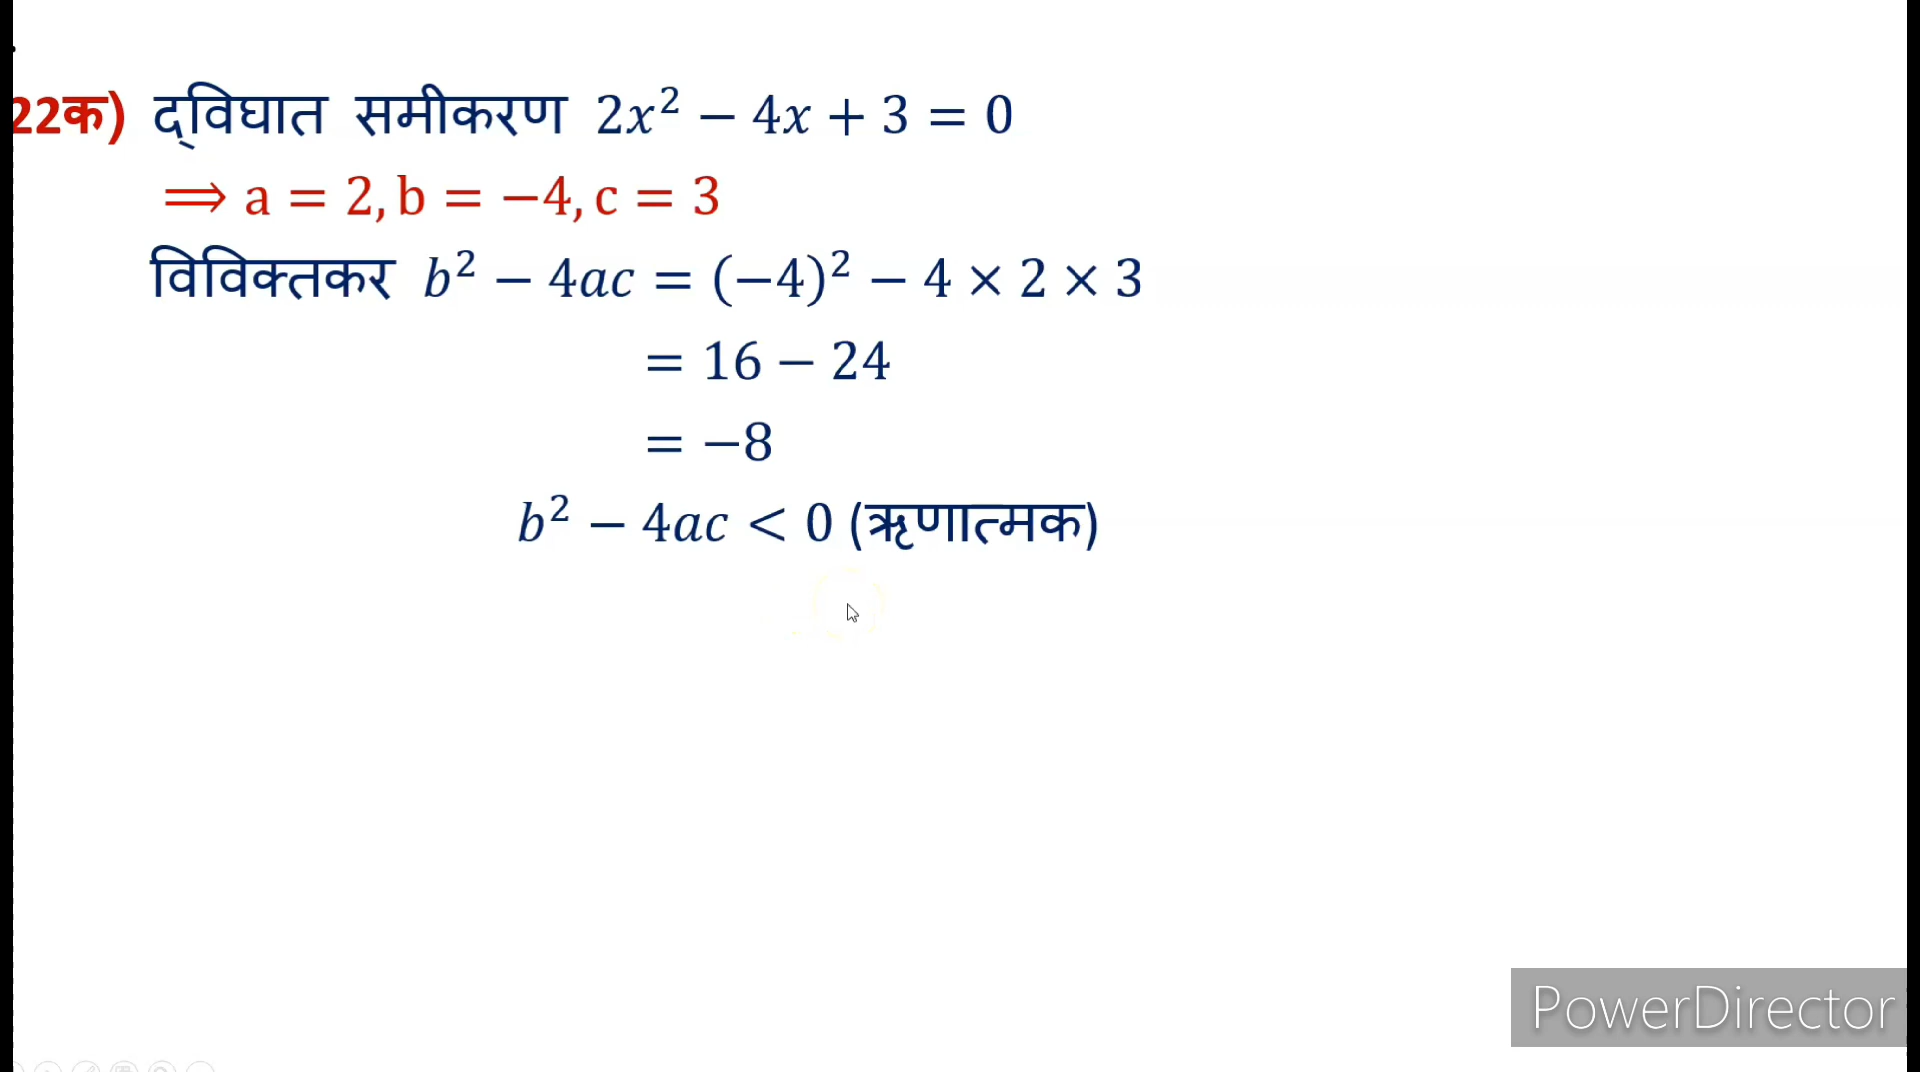 22क) द्विघात समीकरण 2x² − 4x + 3 = 0
⟹ a = 2, b = −4, c = 3
विविक्तकर b² − 4ac = (−4)² − 4 × 2 × 3
= 16 − 24
= −8
b² − 4ac < 0 (ऋणात्मक)
PowerDirector